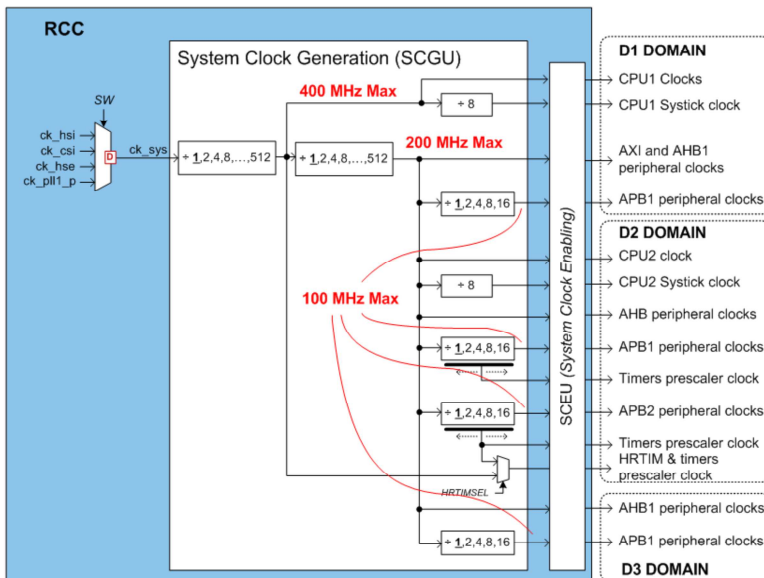 RCC
System Clock Generation (SCGU)
D1 DOMAIN
400 MHz Max
CPU1 Clocks
÷ 8
CPU1 Systick clock
SW
ck_hsi
ck_csi
ck_hse
ck_pll1_p
D
ck_sys
÷ 1,2,4,8,...,512
÷ 1,2,4,8,...,512
200 MHz Max
AXI and AHB1
peripheral clocks
÷ 1,2,4,8,16
APB1 peripheral clocks
D2 DOMAIN
CPU2 clock
÷ 8
CPU2 Systick clock
100 MHz Max
AHB peripheral clocks
÷ 1,2,4,8,16
APB1 peripheral clocks
Timers prescaler clock
÷ 1,2,4,8,16
APB2 peripheral clocks
Timers prescaler clock
HRTIM & timers
prescaler clock
HRTIMSEL
SCEU (System Clock Enabling)
AHB1 peripheral clocks
÷ 1,2,4,8,16
APB1 peripheral clocks
D3 DOMAIN